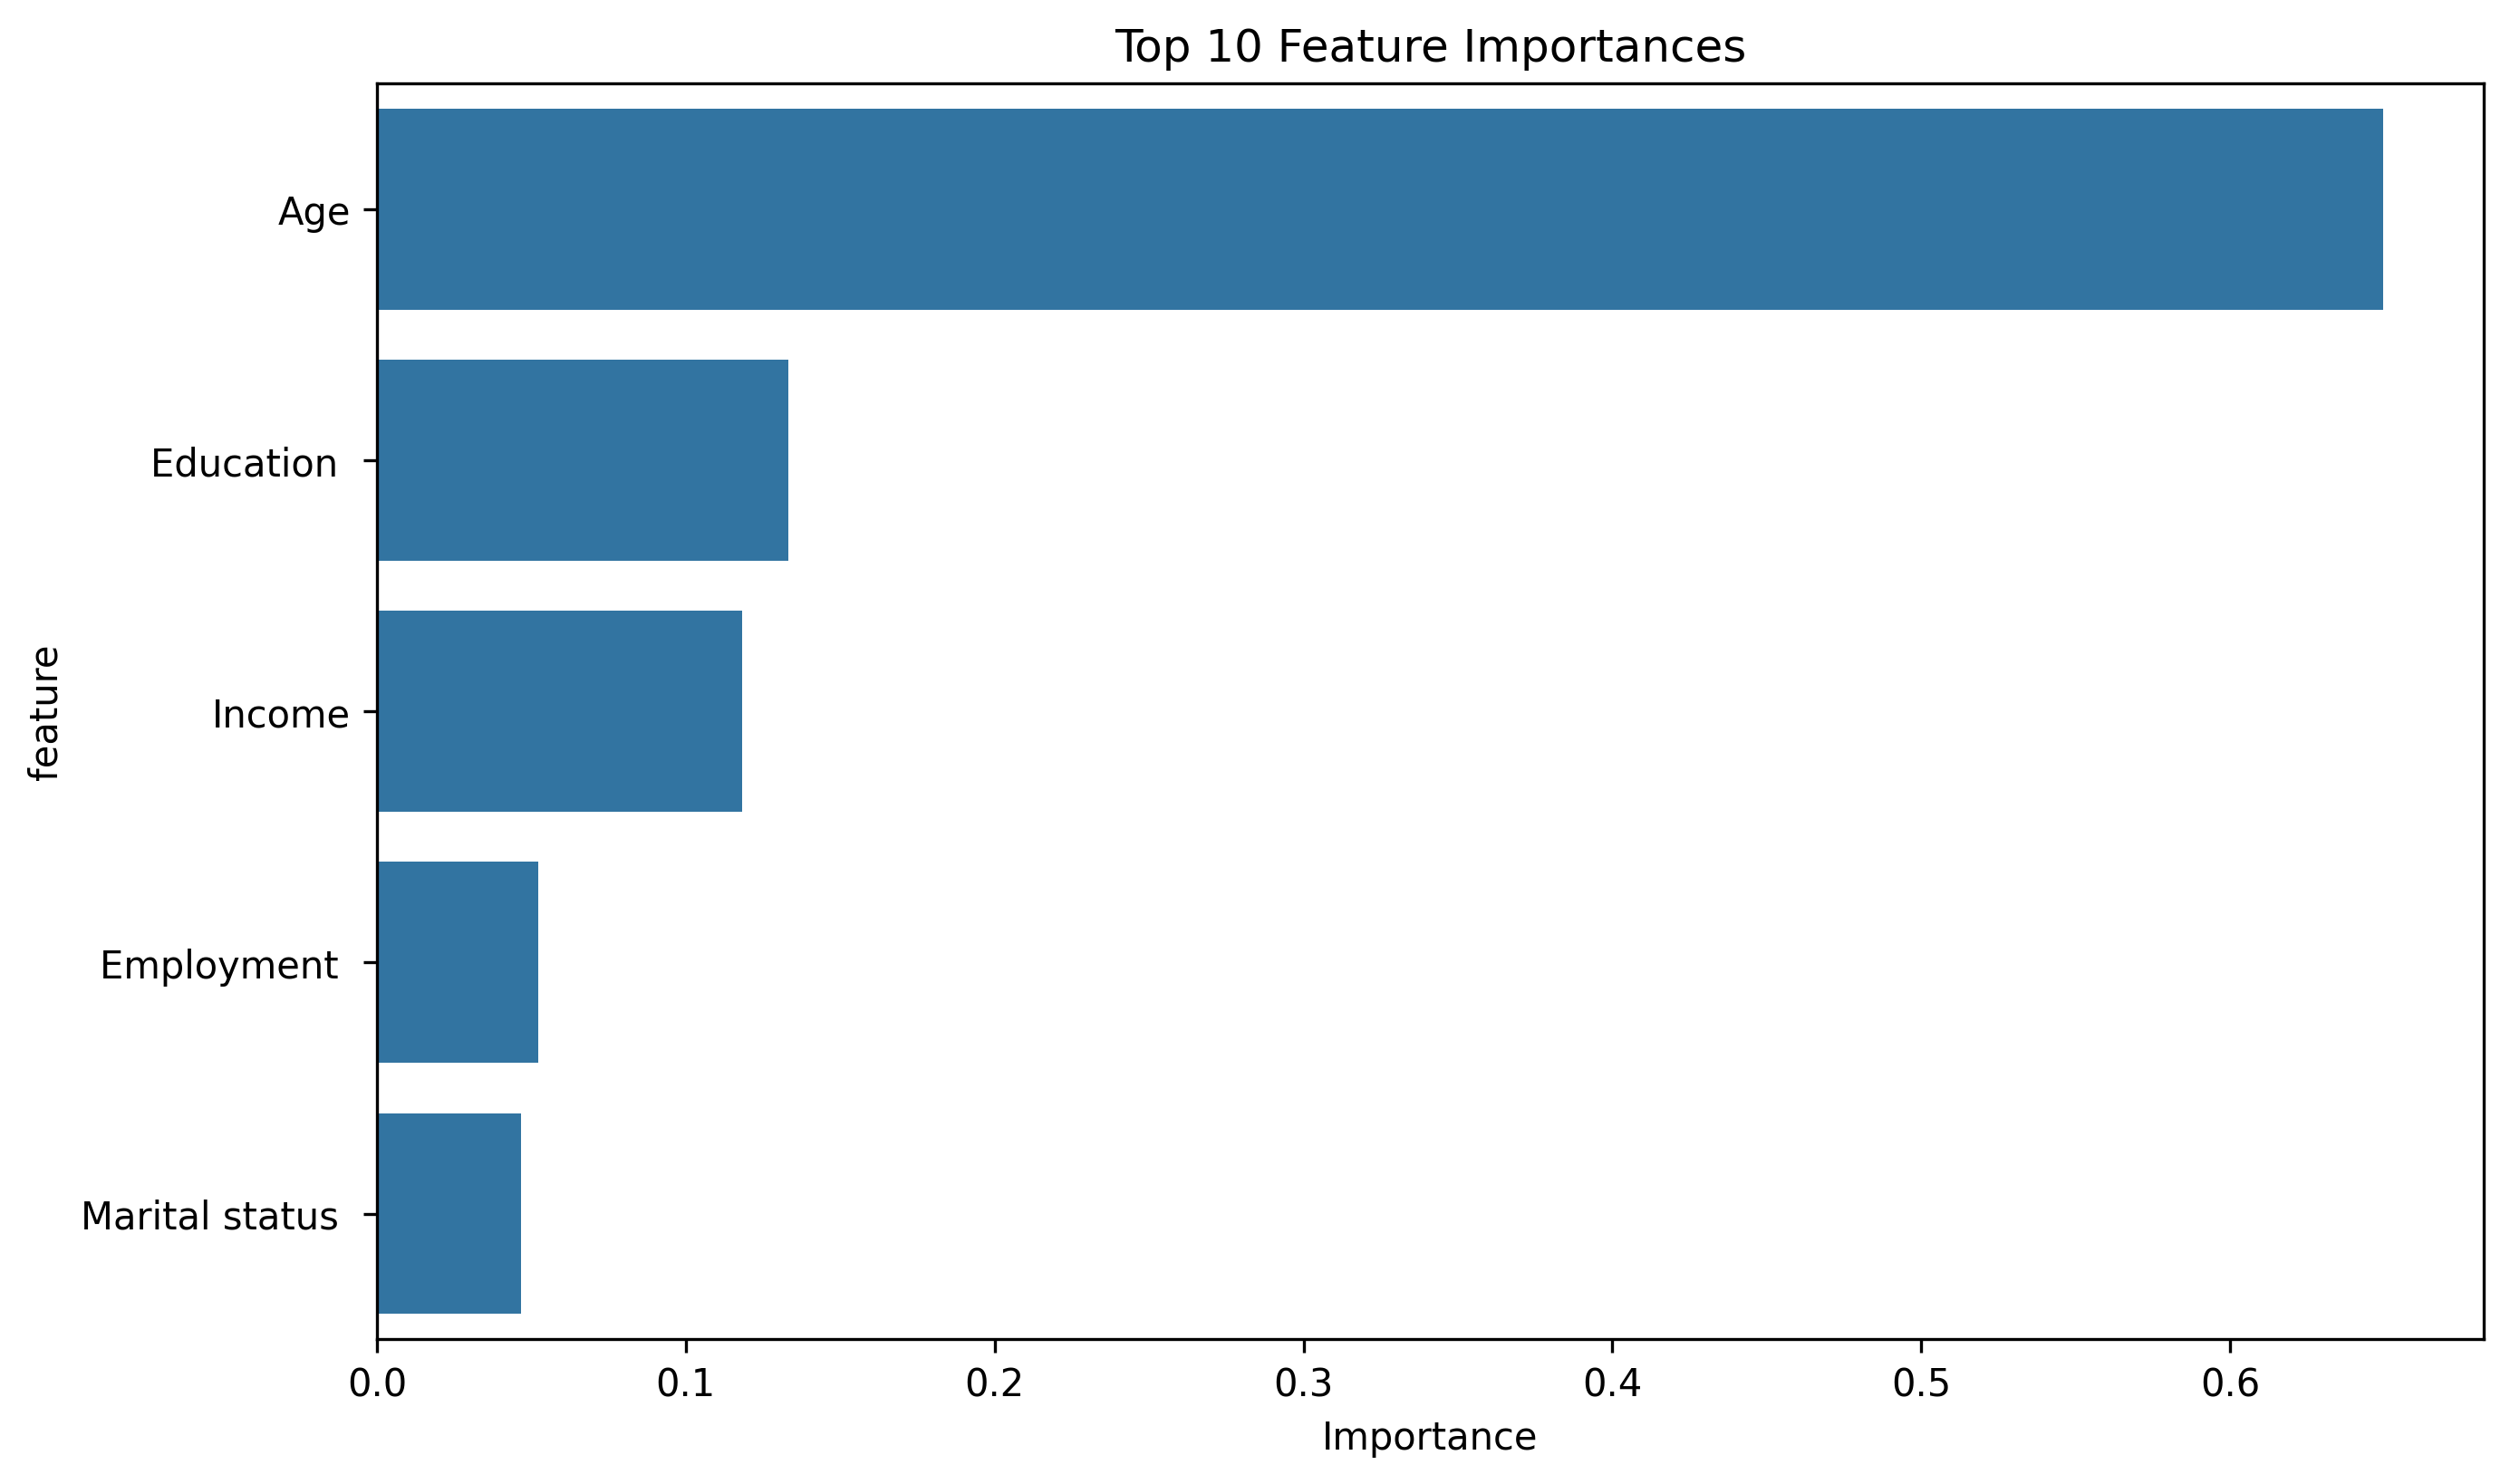 Top 10 Feature Importances
Age
Education
Income
Employment
Marital status
feature
0.0 0.1 0.2 0.3 0.4 0.5 0.6
Importance